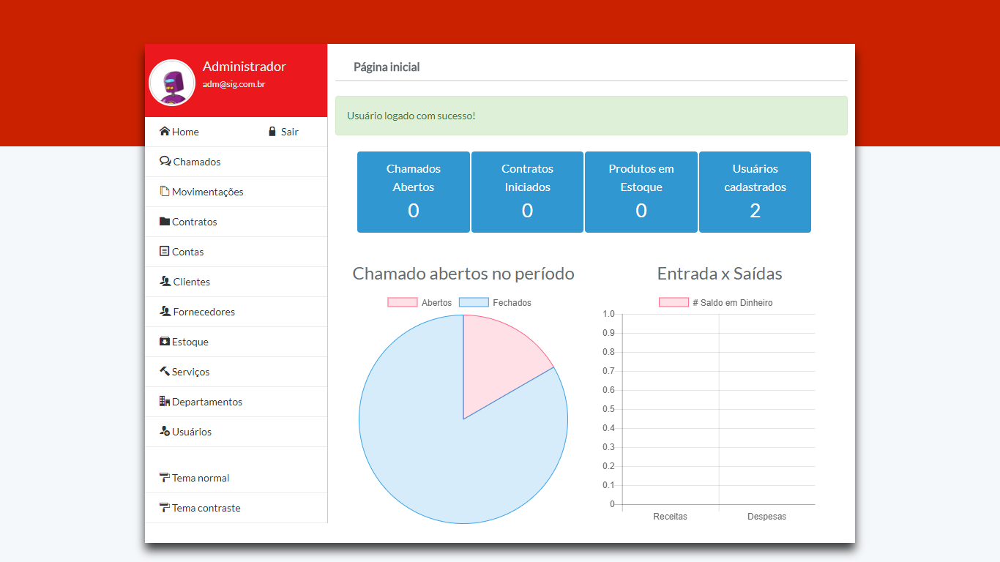 Administrador
adm@sig.com.br
Home
Sair
Chamados
Movimentações
Contratos
Contas
Clientes
Fornecedores
Estoque
Serviços
Departamentos
Usuários
Tema normal
Tema contraste
Página inicial
Usuário logado com sucesso!
Chamados
Abertos
0
Contratos
Iniciados
0
Produtos em
Estoque
0
Usuários
cadastrados
2
Chamado abertos no período
Abertos
Fechados
Entrada x Saídas
# Saldo em Dinheiro
1.0
0.9
0.8
0.7
0.6
0.5
0.4
0.3
0.2
0.1
0
Receitas
Despesas